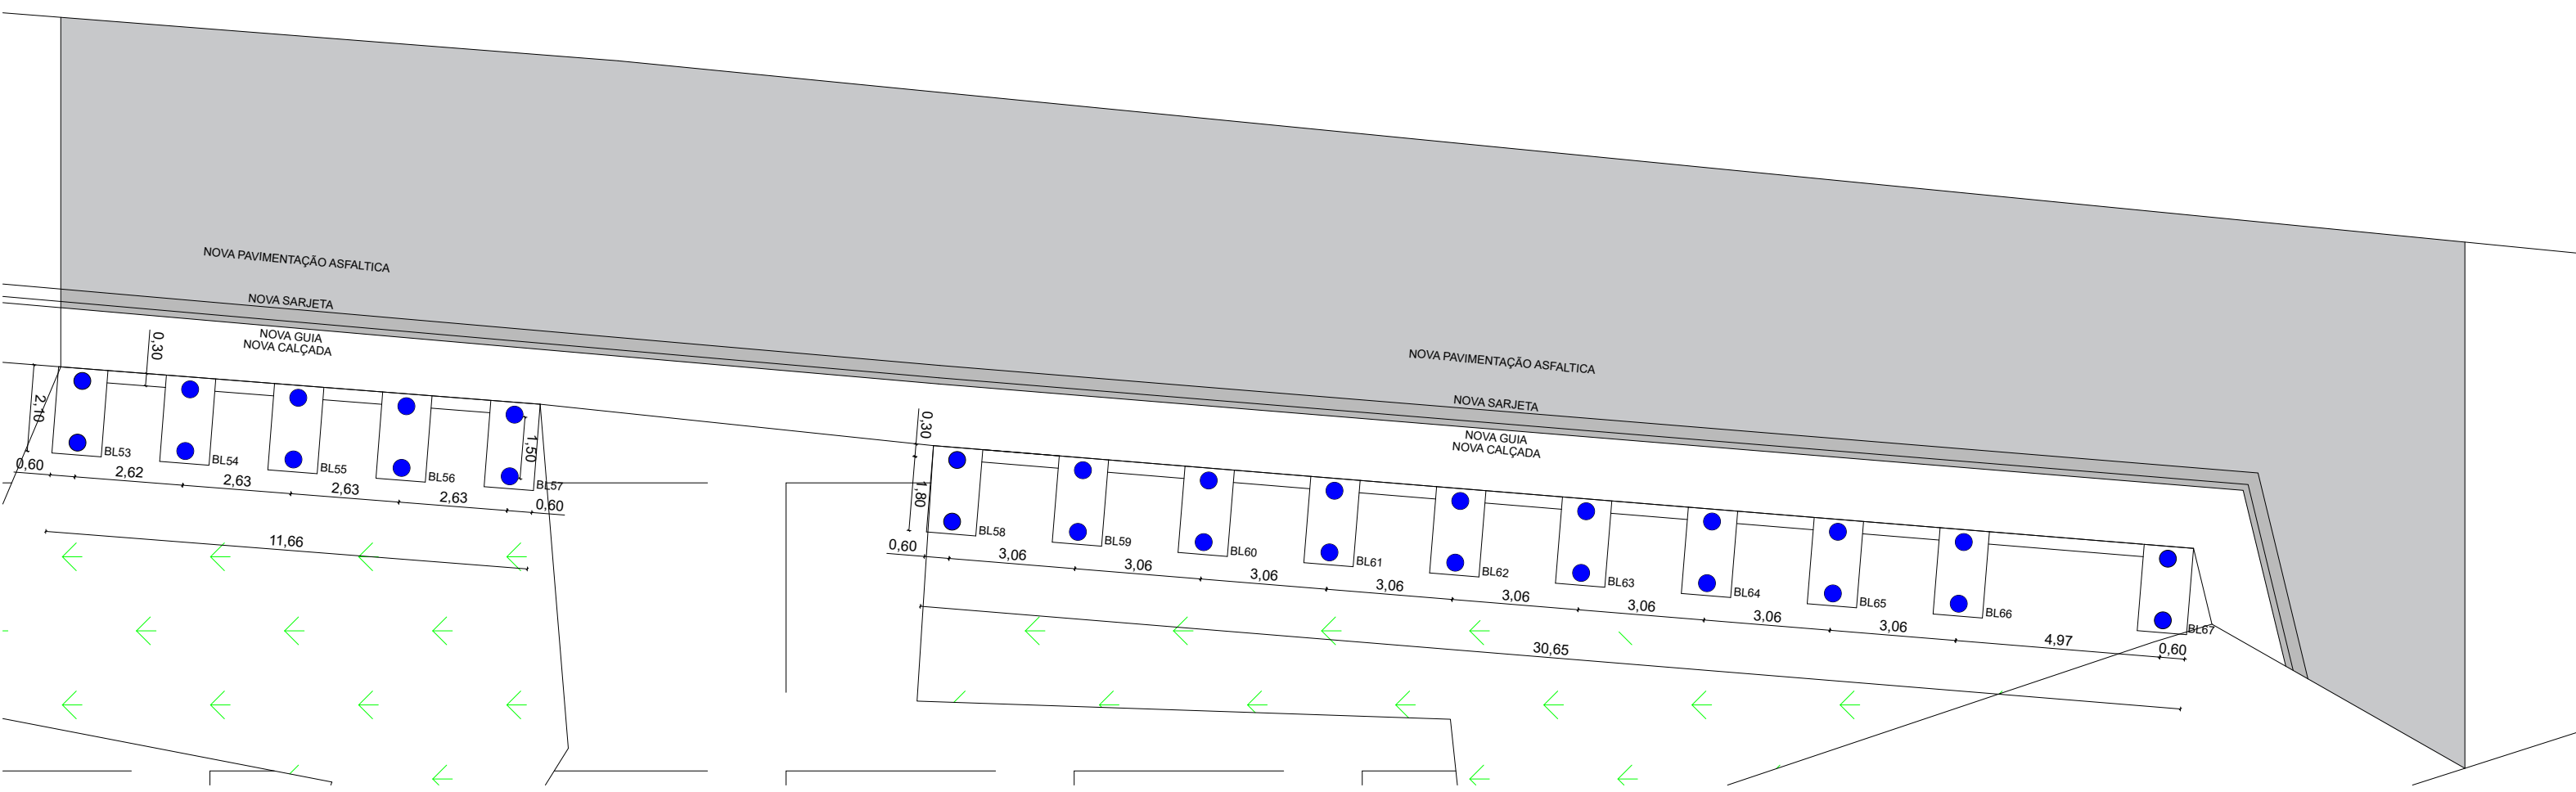 NOVA PAVIMENTAÇÃO ASFALTICA
NOVA SARJETA
NOVA GUIA
NOVA CALÇADA
0,30
2,10
1,50
BL53
BL54
BL55
BL56
BL57
0,60
2,62
2,63
2,63
2,63
0,60
11,66
NOVA PAVIMENTAÇÃO ASFALTICA
NOVA SARJETA
NOVA GUIA
NOVA CALÇADA
0,30
1,80
BL58
BL59
BL60
BL61
BL62
BL63
BL64
BL65
BL66
BL67
0,60
3,06
3,06
3,06
3,06
3,06
3,06
3,06
3,06
4,97
0,60
30,65